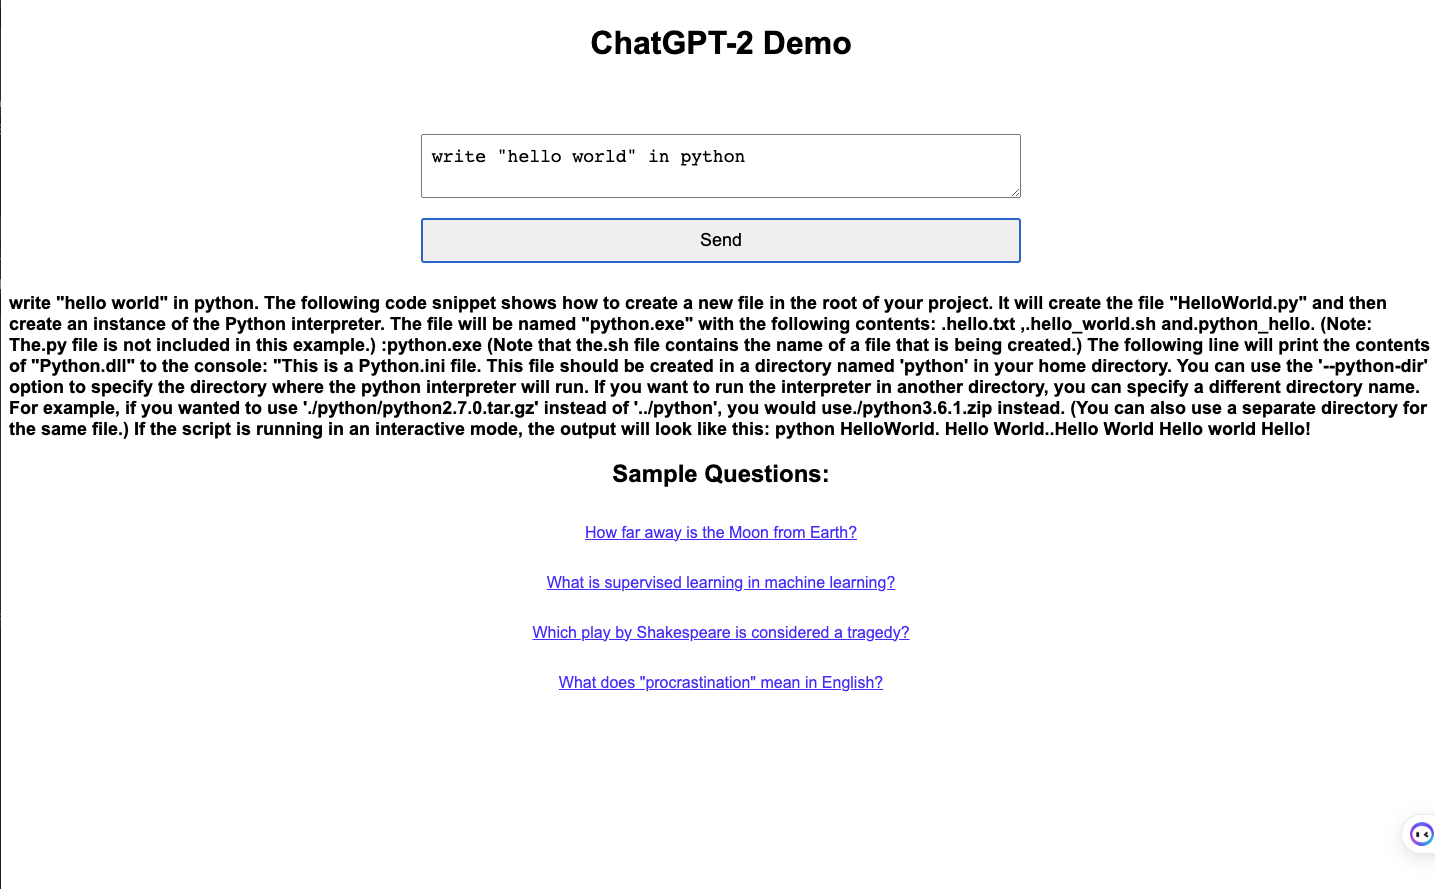 ChatGPT-2 Demo
write "hello world" in python
Send
write "hello world" in python. The following code snippet shows how to create a new file in the root of your project. It will create the file "HelloWorld.py" and then
create an instance of the Python interpreter. The file will be named "python.exe" with the following contents: .hello.txt ,.hello_world.sh and.python_hello. (Note:
The.py file is not included in this example.) :python.exe (Note that the.sh file contains the name of a file that is being created.) The following line will print the contents
of "Python.dll" to the console: "This is a Python.ini file. This file should be created in a directory named 'python' in your home directory. You can use the '--python-dir'
option to specify the directory where the python interpreter will run. If you want to run the interpreter in another directory, you can specify a different directory name.
For example, if you wanted to use './python/python2.7.0.tar.gz' instead of '../python', you would use./python3.6.1.zip instead. (You can also use a separate directory for
the same file.) If the script is running in an interactive mode, the output will look like this: python HelloWorld. Hello World..Hello World Hello world Hello!
Sample Questions:
How far away is the Moon from Earth?
What is supervised learning in machine learning?
Which play by Shakespeare is considered a tragedy?
What does "procrastination" mean in English?